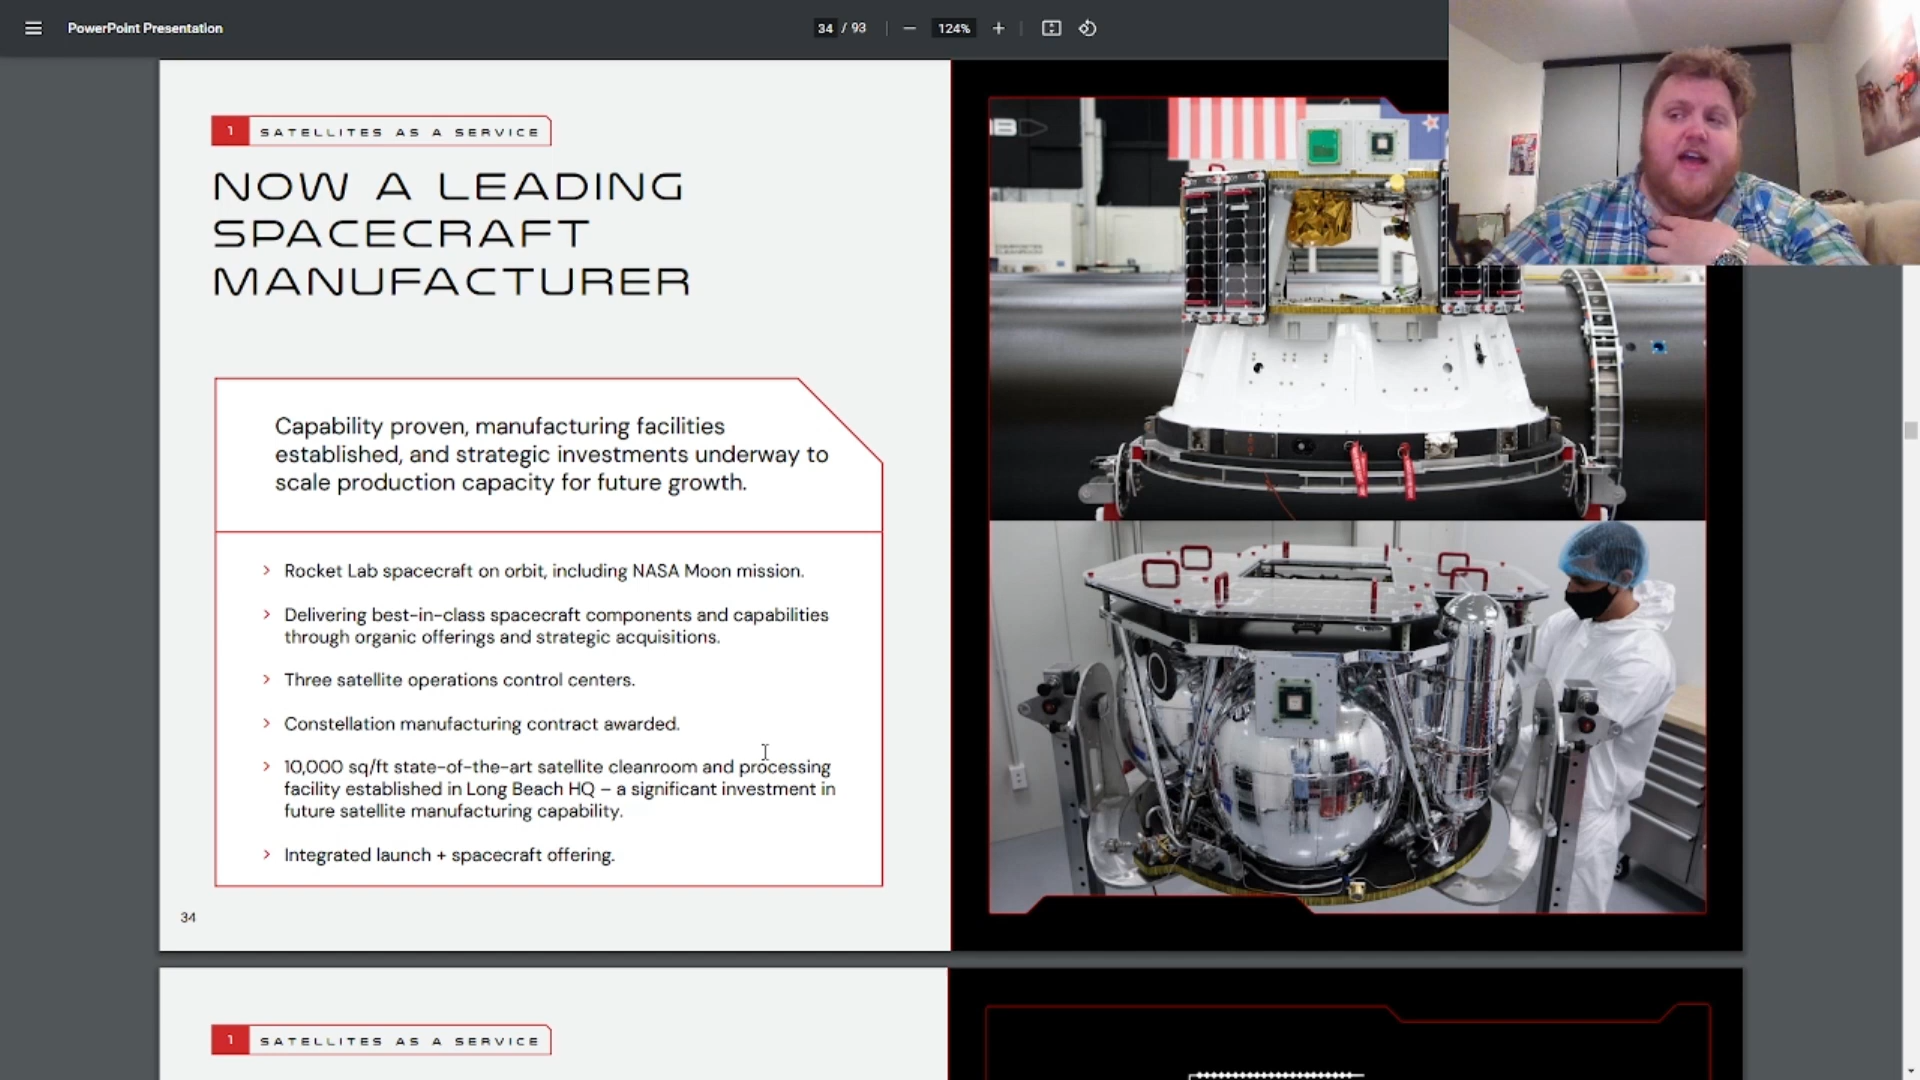 PowerPoint Presentation
34 / 93
124%
1 SATELLITES AS A SERVICE
NOW A LEADING
SPACECRAFT
MANUFACTURER
Capability proven, manufacturing facilities
established, and strategic investments underway to
scale production capacity for future growth.
> Rocket Lab spacecraft on orbit, including NASA Moon mission.
> Delivering best-in-class spacecraft components and capabilities
through organic offerings and strategic acquisitions.
> Three satellite operations control centers.
> Constellation manufacturing contract awarded.
> 10,000 sq/ft state-of-the-art satellite cleanroom and processing
facility established in Long Beach HQ – a significant investment in
future satellite manufacturing capability.
> Integrated launch + spacecraft offering.
34
1 SATELLITES AS A SERVICE